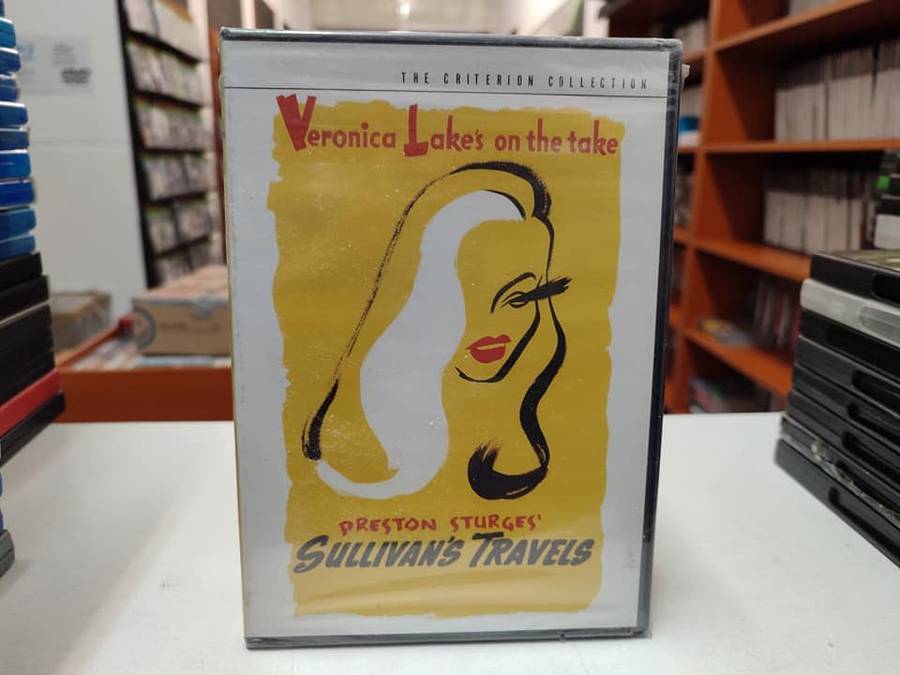 THE CRITERION COLLECTION
Veronica Lake's on the take
PRESTON STURGES'
SULLIVAN'S TRAVELS